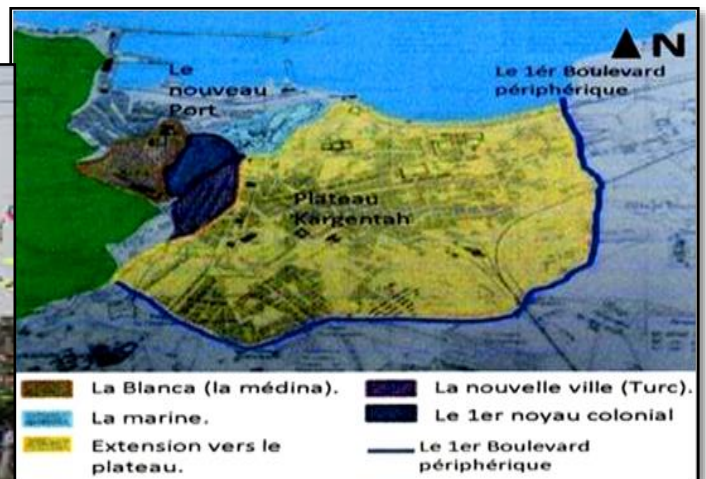 N
Le
nouveau
Port
Le 1ér Boulevard
périphérique
Plateau
Kargentah
La Blanca (la médina).
La marine.
Extension vers le
plateau.
La nouvelle ville (Turc).
Le 1er noyau colonial
Le 1er Boulevard
périphérique